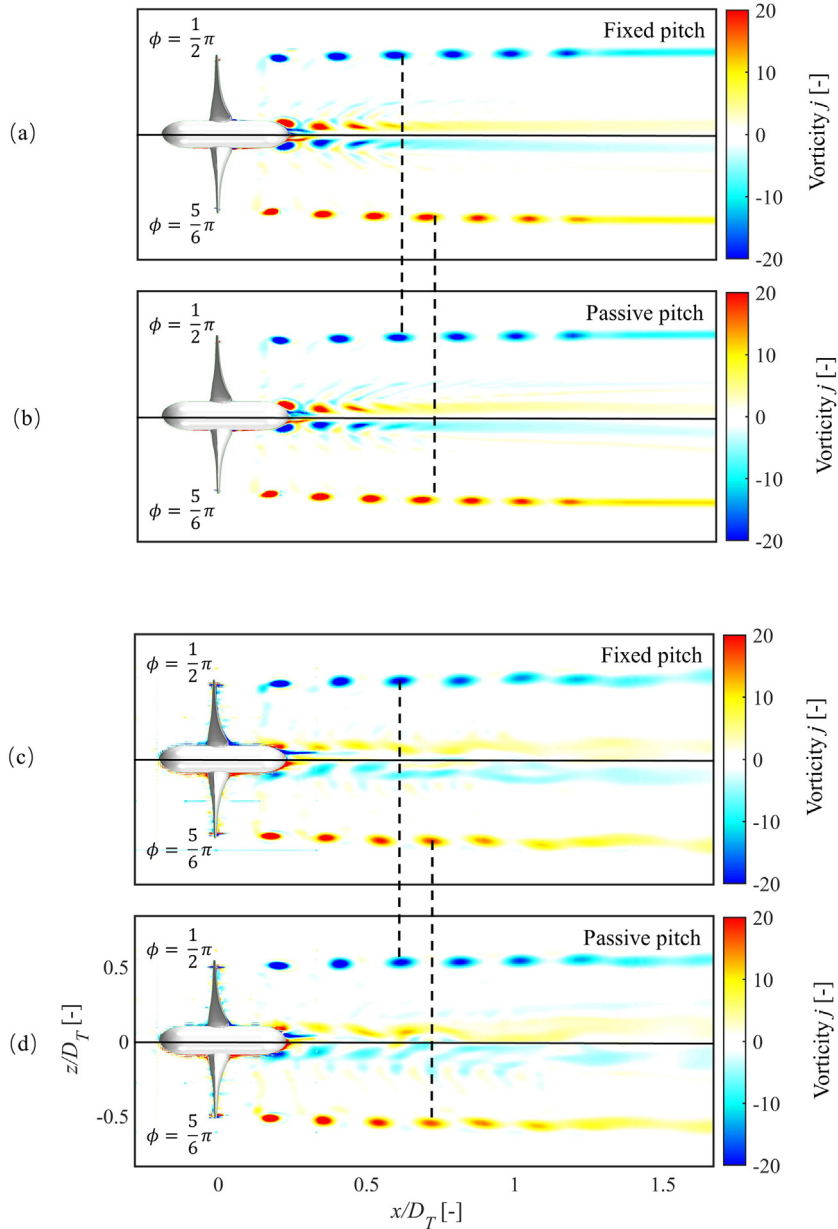 (a)
Fixed pitch
ϕ = 1/2 π
ϕ = 5/6 π
20
10
0
-10
-20
Vorticity j [-]
(b)
Passive pitch
ϕ = 1/2 π
ϕ = 5/6 π
20
10
0
-10
-20
Vorticity j [-]
(c)
Fixed pitch
ϕ = 1/2 π
ϕ = 5/6 π
20
10
0
-10
-20
Vorticity j [-]
(d)
Passive pitch
ϕ = 1/2 π
ϕ = 5/6 π
0.5
0
-0.5
z/D_T [-]
20
10
0
-10
-20
Vorticity j [-]
0 0.5 1 1.5
x/D_T [-]